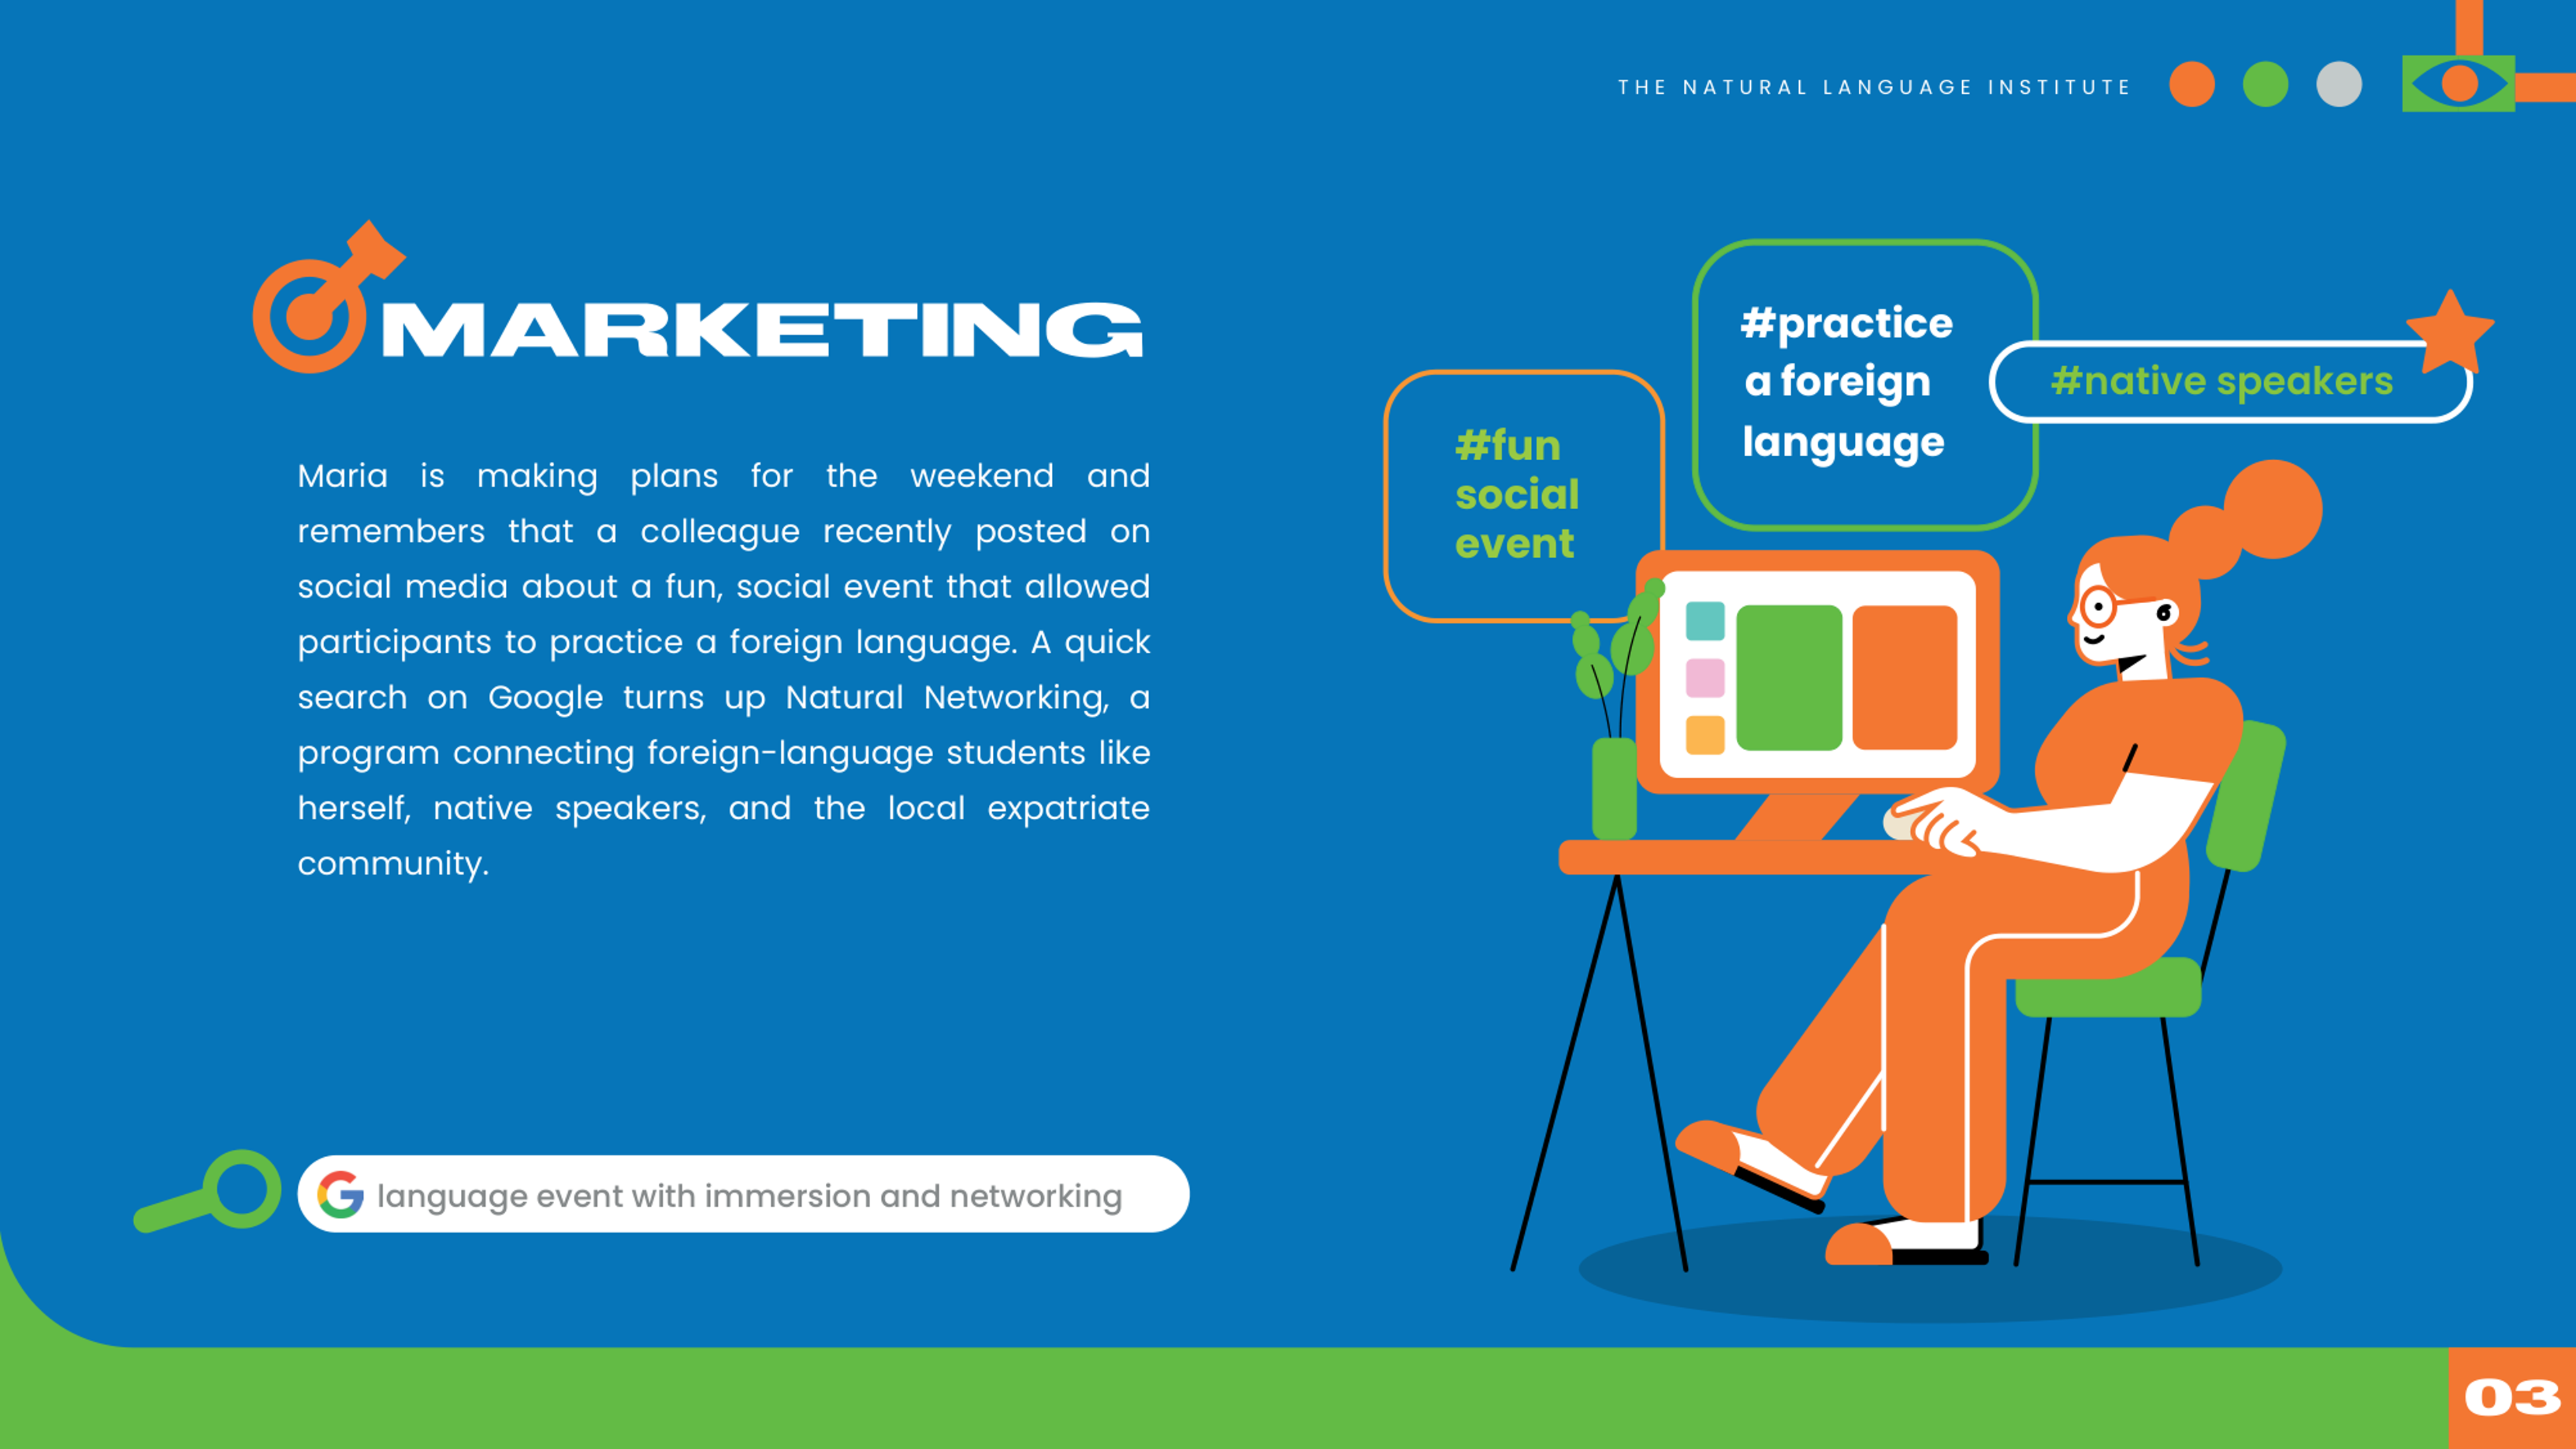 THE NATURAL LANGUAGE INSTITUTE
MARKETING
Maria is making plans for the weekend and
remembers that a colleague recently posted on
social media about a fun, social event that allowed
participants to practice a foreign language. A quick
search on Google turns up Natural Networking, a
program connecting foreign-language students like
herself, native speakers, and the local expatriate
community.
G language event with immersion and networking
#fun
social
event
#practice
a foreign
language
#native speakers
03